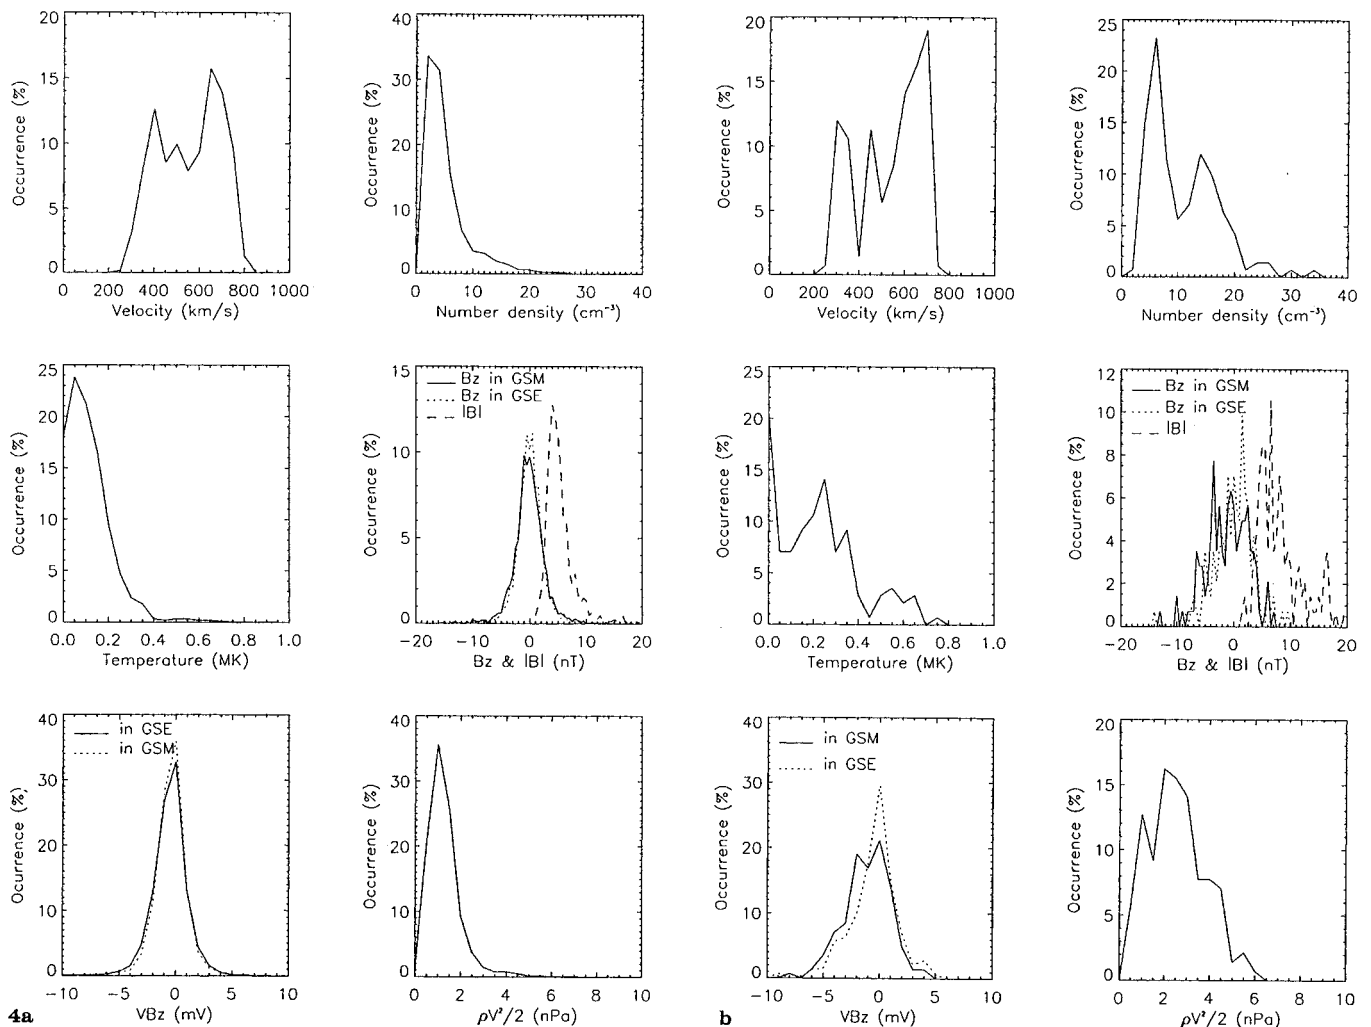 20
15
10
5
0
Occurrence (%)
0 200 400 600 800 1000
Velocity (km/s)
40
30
20
10
0
Occurrence (%)
0 10 20 30 40
Number density (cm⁻³)
20
15
10
5
0
Occurrence (%)
0 200 400 600 800 1000
Velocity (km/s)
25
20
15
10
5
0
Occurrence (%)
0 10 20 30 40
Number density (cm⁻³)
25
20
15
10
5
0
Occurrence (%)
0.0 0.2 0.4 0.6 0.8 1.0
Temperature (MK)
15
10
5
0
Occurrence (%)
Bz in GSM
Bz in GSE
|B|
−20 −10 0 10 20
Bz & |B| (nT)
25
20
15
10
5
0
Occurrence (%)
0.0 0.2 0.4 0.6 0.8 1.0
Temperature (MK)
12
10
8
6
4
2
0
Occurrence (%)
Bz in GSM
Bz in GSE
|B|
−20 −10 0 10 20
Bz & |B| (nT)
40
30
20
10
0
Ocurrence (%)
in GSE
in GSM
−10 −5 0 5 10
VBz (mV)
40
30
20
10
0
Occurrence (%)
0 2 4 6 8 10
ρV²/2 (nPa)
40
30
20
10
0
Ocurrence (%)
in GSM
in GSE
−10 −5 0 5 10
VBz (mV)
20
15
10
5
0
Occurrence (%)
0 2 4 6 8 10
ρV²/2 (nPa)
4a
b